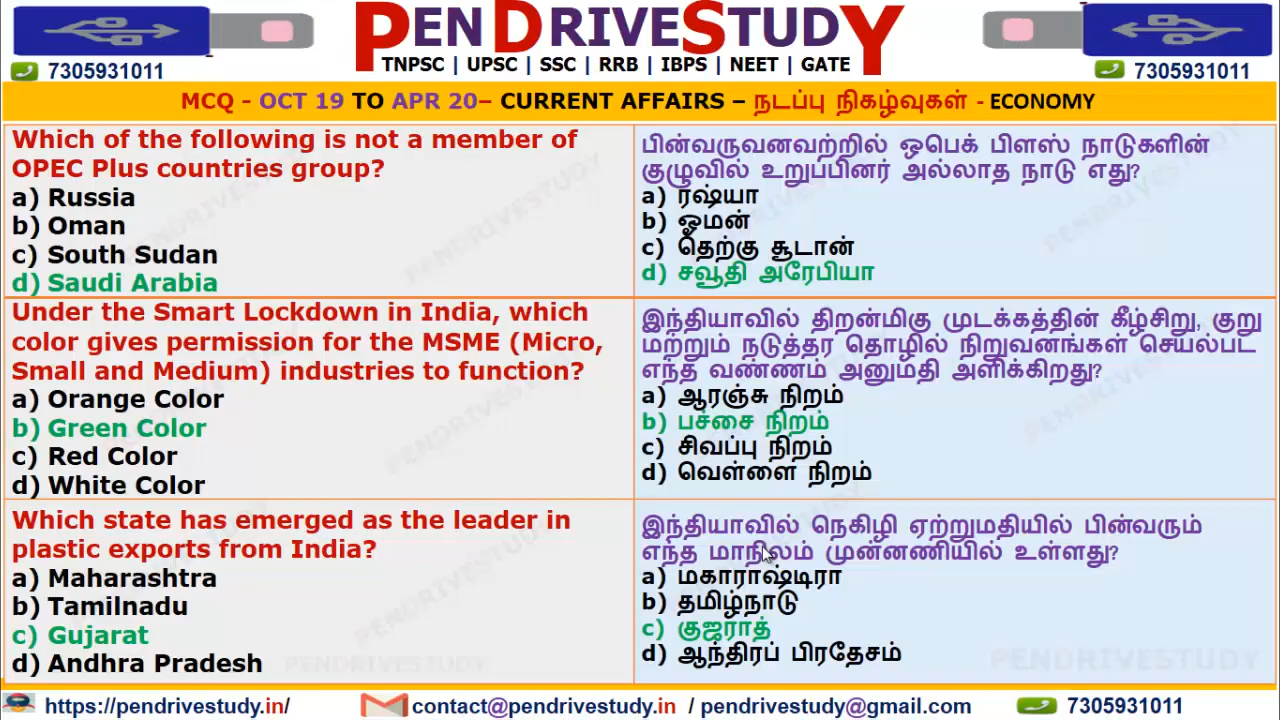 PENDRIVESTUDY
TNPSC | UPSC | SSC | RRB | IBPS | NEET | GATE
7305931011
7305931011
MCQ - OCT 19 TO APR 20– CURRENT AFFAIRS – நடப்பு நிகழ்வுகள் - ECONOMY
Which of the following is not a member of
OPEC Plus countries group?
a) Russia
b) Oman
c) South Sudan
d) Saudi Arabia
பின்வருவனவற்றில் ஒபெக் பிளஸ் நாடுகளின்
குழுவில் உறுப்பினர் அல்லாத நாடு எது?
a) ரஷ்யா
b) ஓமன்
c) தெற்கு சூடான்
d) சவூதி அரேபியா
Under the Smart Lockdown in India, which
color gives permission for the MSME (Micro,
Small and Medium) industries to function?
a) Orange Color
b) Green Color
c) Red Color
d) White Color
இந்தியாவில் திறன்மிகு முடக்கத்தின் கீழ்சிறு, குறு
மற்றும் நடுத்தர தொழில் நிறுவனங்கள் செயல்பட
எந்த வண்ணம் அனுமதி அளிக்கிறது?
a) ஆரஞ்சு நிறம்
b) பச்சை நிறம்
c) சிவப்பு நிறம்
d) வெள்ளை நிறம்
Which state has emerged as the leader in
plastic exports from India?
a) Maharashtra
b) Tamilnadu
c) Gujarat
d) Andhra Pradesh
இந்தியாவில் நெகிழி ஏற்றுமதியில் பின்வரும்
எந்த மாநிலம் முன்னணியில் உள்ளது?
a) மகாராஷ்டிரா
b) தமிழ்நாடு
c) குஜராத்
d) ஆந்திரப் பிரதேசம்
https://pendrivestudy.in/ contact@pendrivestudy.in / pendrivestudy@gmail.com 7305931011